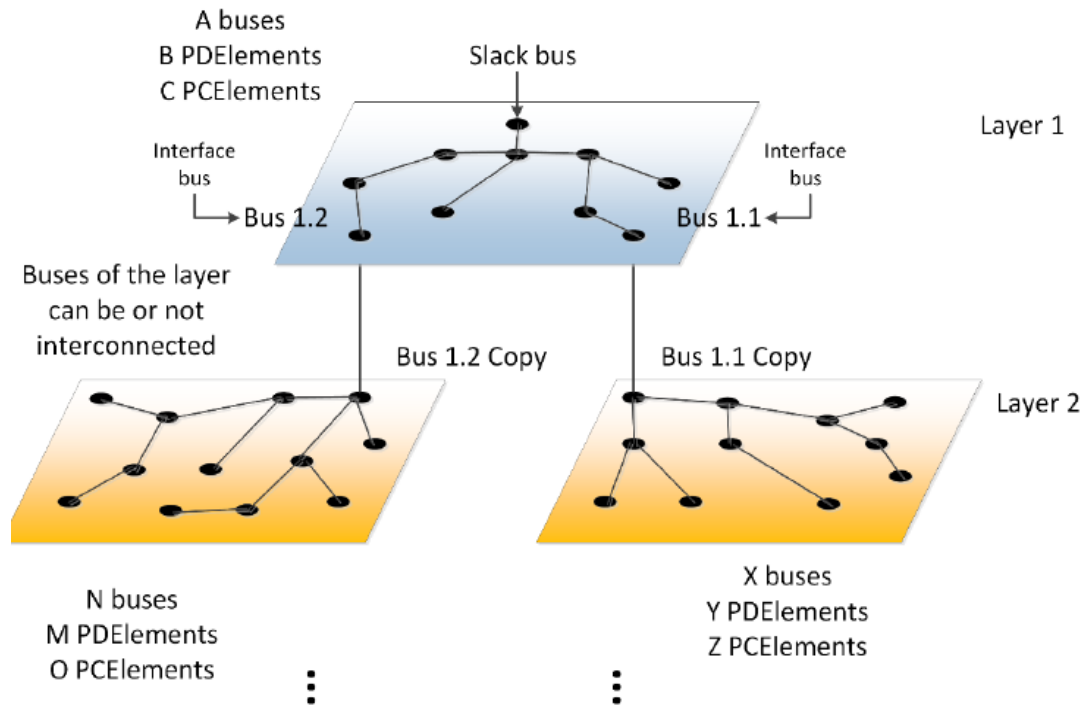 A buses
B PDElements
C PCElements
Slack bus
Layer 1
Interface
bus
Interface
bus
Bus 1.2
Bus 1.1
Buses of the layer
can be or not
interconnected
Bus 1.2 Copy
Bus 1.1 Copy
Layer 2
N buses
M PDElements
O PCElements
X buses
Y PDElements
Z PCElements